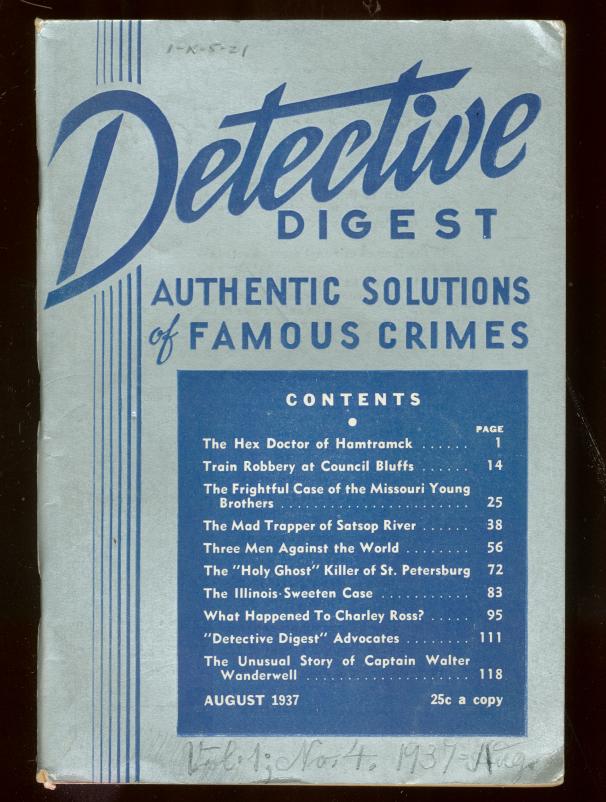 1-K-5-21
Detective
DIGEST
AUTHENTIC SOLUTIONS
of FAMOUS CRIMES
CONTENTS
PAGE
The Hex Doctor of Hamtramck ...... 1
Train Robbery at Council Bluffs ...... 14
The Frightful Case of the Missouri Young
Brothers ........................ 25
The Mad Trapper of Satsop River ...... 38
Three Men Against the World ........ 56
The "Holy Ghost" Killer of St. Petersburg 72
The Illinois-Sweeten Case ........... 83
What Happened To Charley Ross? ..... 95
"Detective Digest" Advocates ........ 111
The Unusual Story of Captain Walter
Wanderwell ..................... 118
AUGUST 1937 25c a copy
Vol. 1; No. 4. 1937 = Aug.